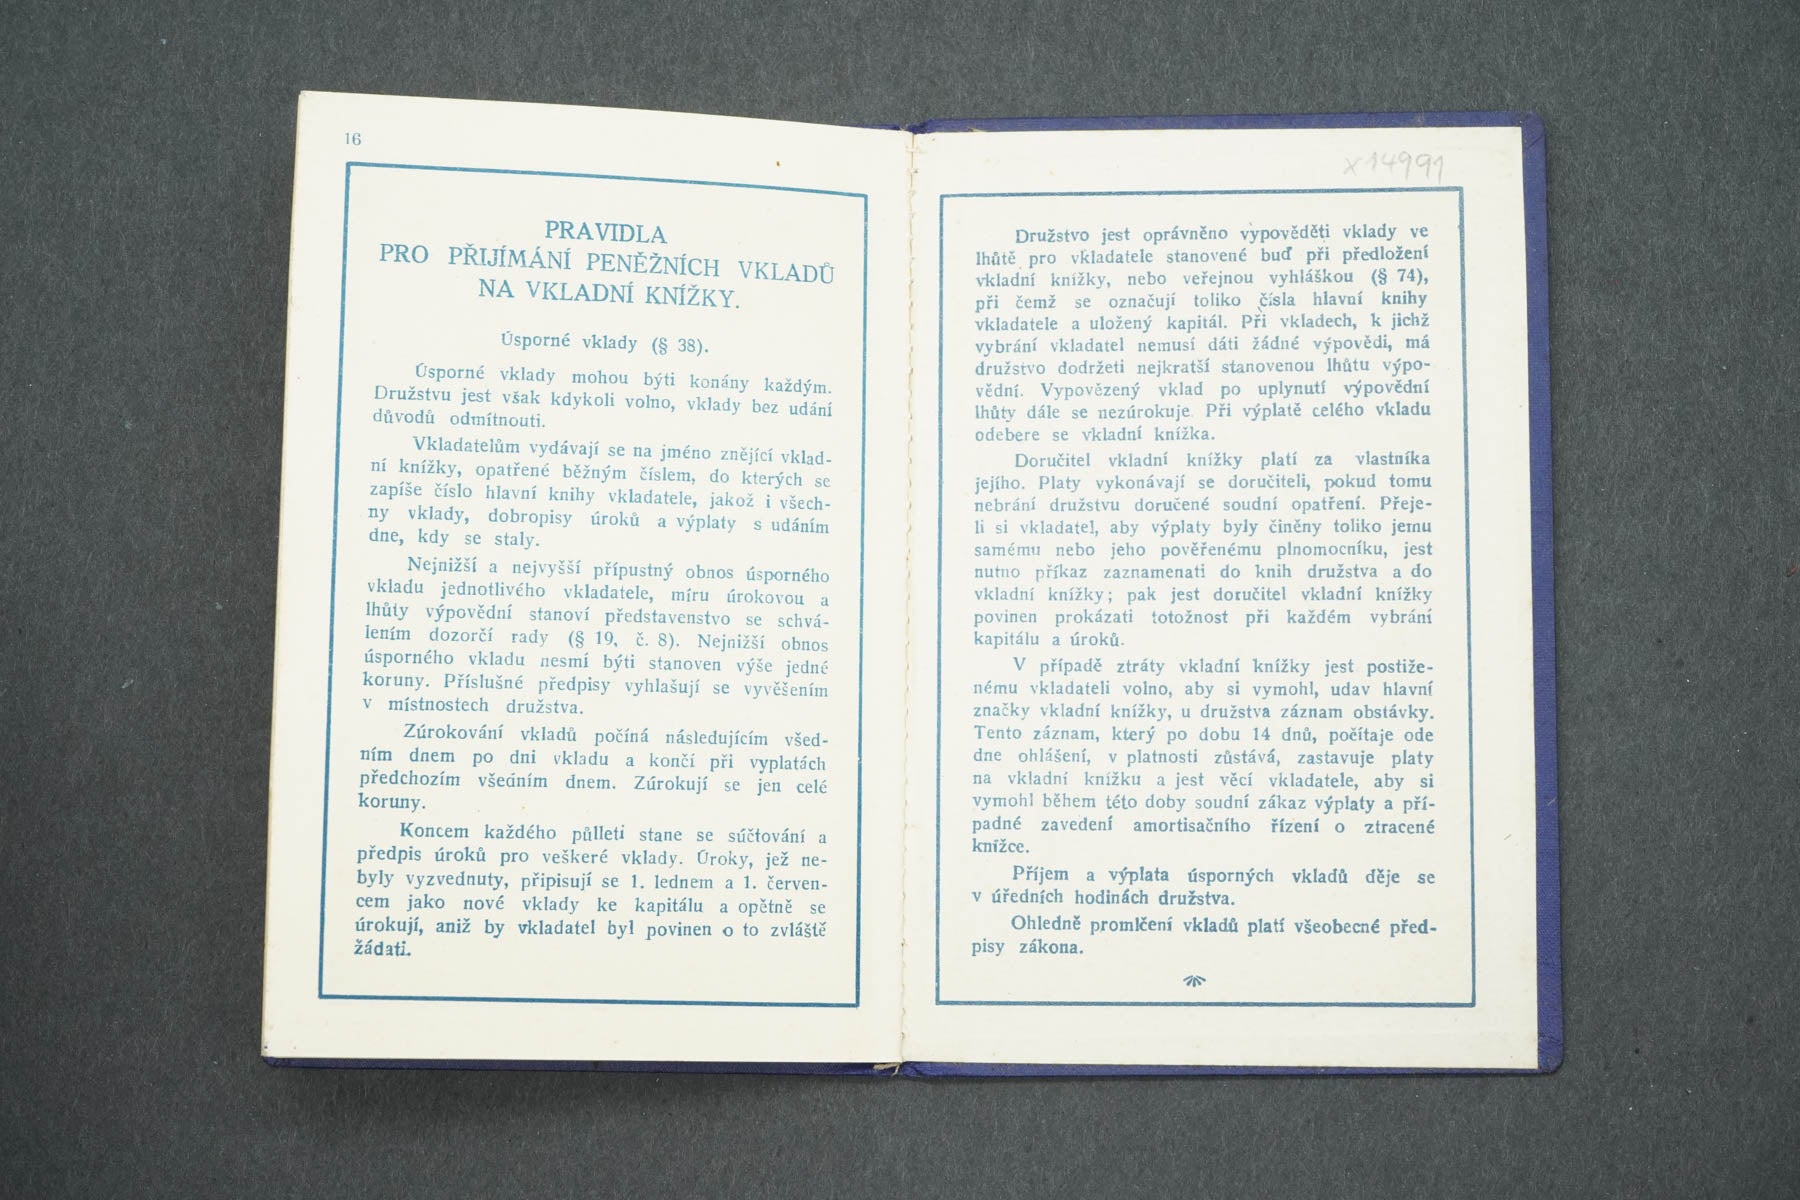 16
PRAVIDLA
PRO PŘIJÍMÁNÍ PENĚŽNÍCH VKLADŮ
NA VKLADNÍ KNÍŽKY.
Úsporné vklady (§ 38).
Úsporné vklady mohou býti konány každým.
Družstvu jest však kdykoli volno, vklady bez udání
důvodů odmítnouti.
Vkladatelům vydávají se na jméno znějící vklad-
ní knížky, opatřené běžným číslem, do kterých se
zapíše číslo hlavní knihy vkladatele, jakož i všech-
ny vklady, dobropisy úroků a výplaty s udáním
dne, kdy se staly.
Nejnižší a nejvyšší přípustný obnos úsporného
vkladu jednotlivého vkladatele, míru úrokovou a
lhůty výpovědní stanoví představenstvo se schvá-
lením dozorčí rady (§ 19, č. 8). Nejnižší obnos
úsporného vkladu nesmí býti stanoven výše jedné
koruny. Příslušné předpisy vyhlašují se vyvěšením
v místnostech družstva.
Zúrokování vkladů počíná následujícím všed-
ním dnem po dni vkladu a končí při vyplatách
předchozím všedním dnem. Zúrokují se jen celé
koruny.
Koncem každého půlletí stane se súčtování a
předpis úroků pro veškeré vklady. Úroky, jež ne-
byly vyzvednuty, připisují se 1. lednem a 1. červen-
cem jako nové vklady ke kapitálu a opětně se
úrokují, aniž by vkladatel byl povinen o to zvláště
žádati.
x14991
Družstvo jest oprávněno vypověděti vklady ve
lhůtě pro vkladatele stanovené buď při předložení
vkladní knížky, nebo veřejnou vyhláškou (§ 74),
při čemž se označují toliko čísla hlavní knihy
vkladatele a uložený kapitál. Při vkladech, k jichž
vybrání vkladatel nemusí dáti žádné výpovědi, má
družstvo dodržeti nejkratší stanovenou lhůtu výpo-
vědní. Vypovězený vklad po uplynutí výpovědní
lhůty dále se nezúrokuje. Při výplatě celého vkladu
odebere se vkladní knížka.
Doručitel vkladní knížky platí za vlastníka
jejího. Platy vykonávají se doručiteli, pokud tomu
nebrání družstvu doručené soudní opatření. Přeje-
li si vkladatel, aby výplaty byly činěny toliko jemu
samému nebo jeho pověřenému plnomocníku, jest
nutno příkaz zaznamenati do knih družstva a do
vkladní knížky; pak jest doručitel vkladní knížky
povinen prokázati totožnost při každém vybrání
kapitálu a úroků.
V případě ztráty vkladní knížky jest postiže-
nému vkladateli volno, aby si vymohl, udav hlavní
značky vkladní knížky, u družstva záznam obstávky.
Tento záznam, který po dobu 14 dnů, počítaje ode
dne ohlášení, v platnosti zůstává, zastavuje platy
na vkladní knížku a jest věcí vkladatele, aby si
vymohl během této doby soudní zákaz výplaty a pří-
padné zavedení amortisačního řízení o ztracené
knížce.
Příjem a výplata úsporných vkladů děje se
v úředních hodinách družstva.
Ohledně promlčení vkladů platí všeobecné před-
pisy zákona.